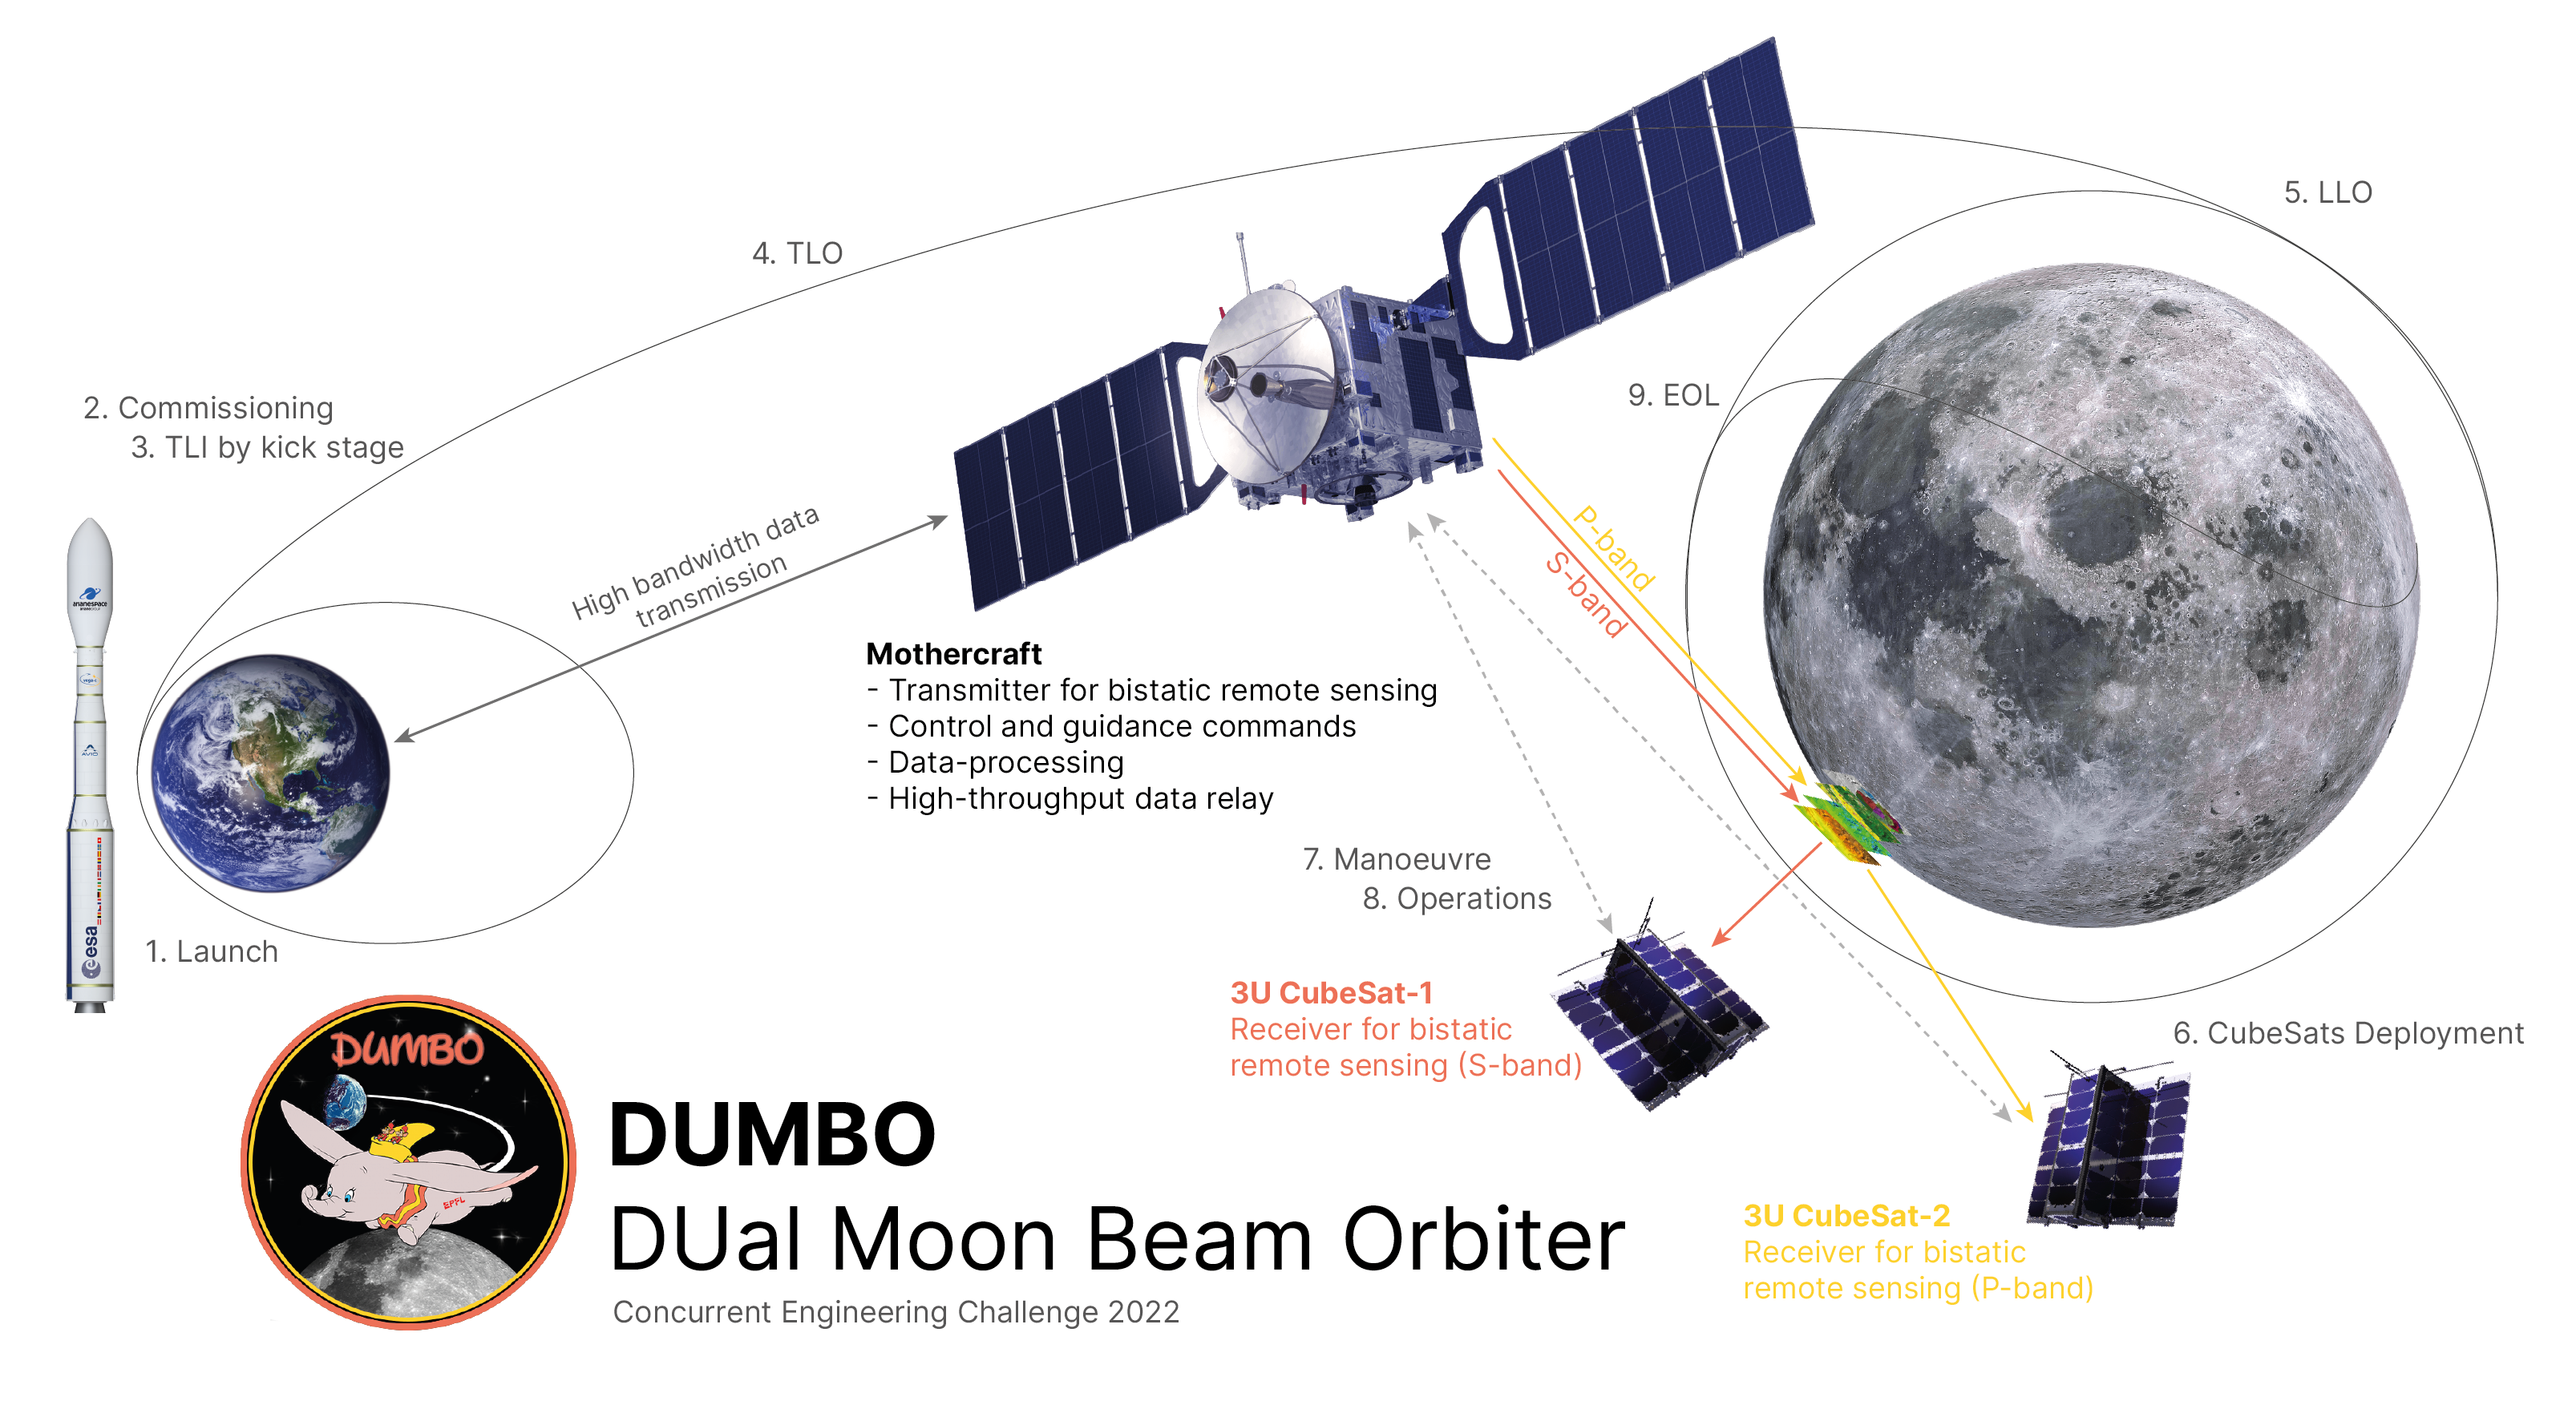 5. LLO
4. TLO
9. EOL
2. Commissioning
3. TLI by kick stage
P-band
S-band
High bandwidth data
transmission
arianespace
Mothercraft
- Transmitter for bistatic remote sensing
- Control and guidance commands
- Data-processing
- High-throughput data relay
AVIO
7. Manoeuvre
8. Operations
esa
1. Launch
3U CubeSat-1
Receiver for bistatic
remote sensing (S-band)
6. CubeSats Deployment
DUMBO
EPFL
DUMBO
DUal Moon Beam Orbiter
Concurrent Engineering Challenge 2022
3U CubeSat-2
Receiver for bistatic
remote sensing (P-band)